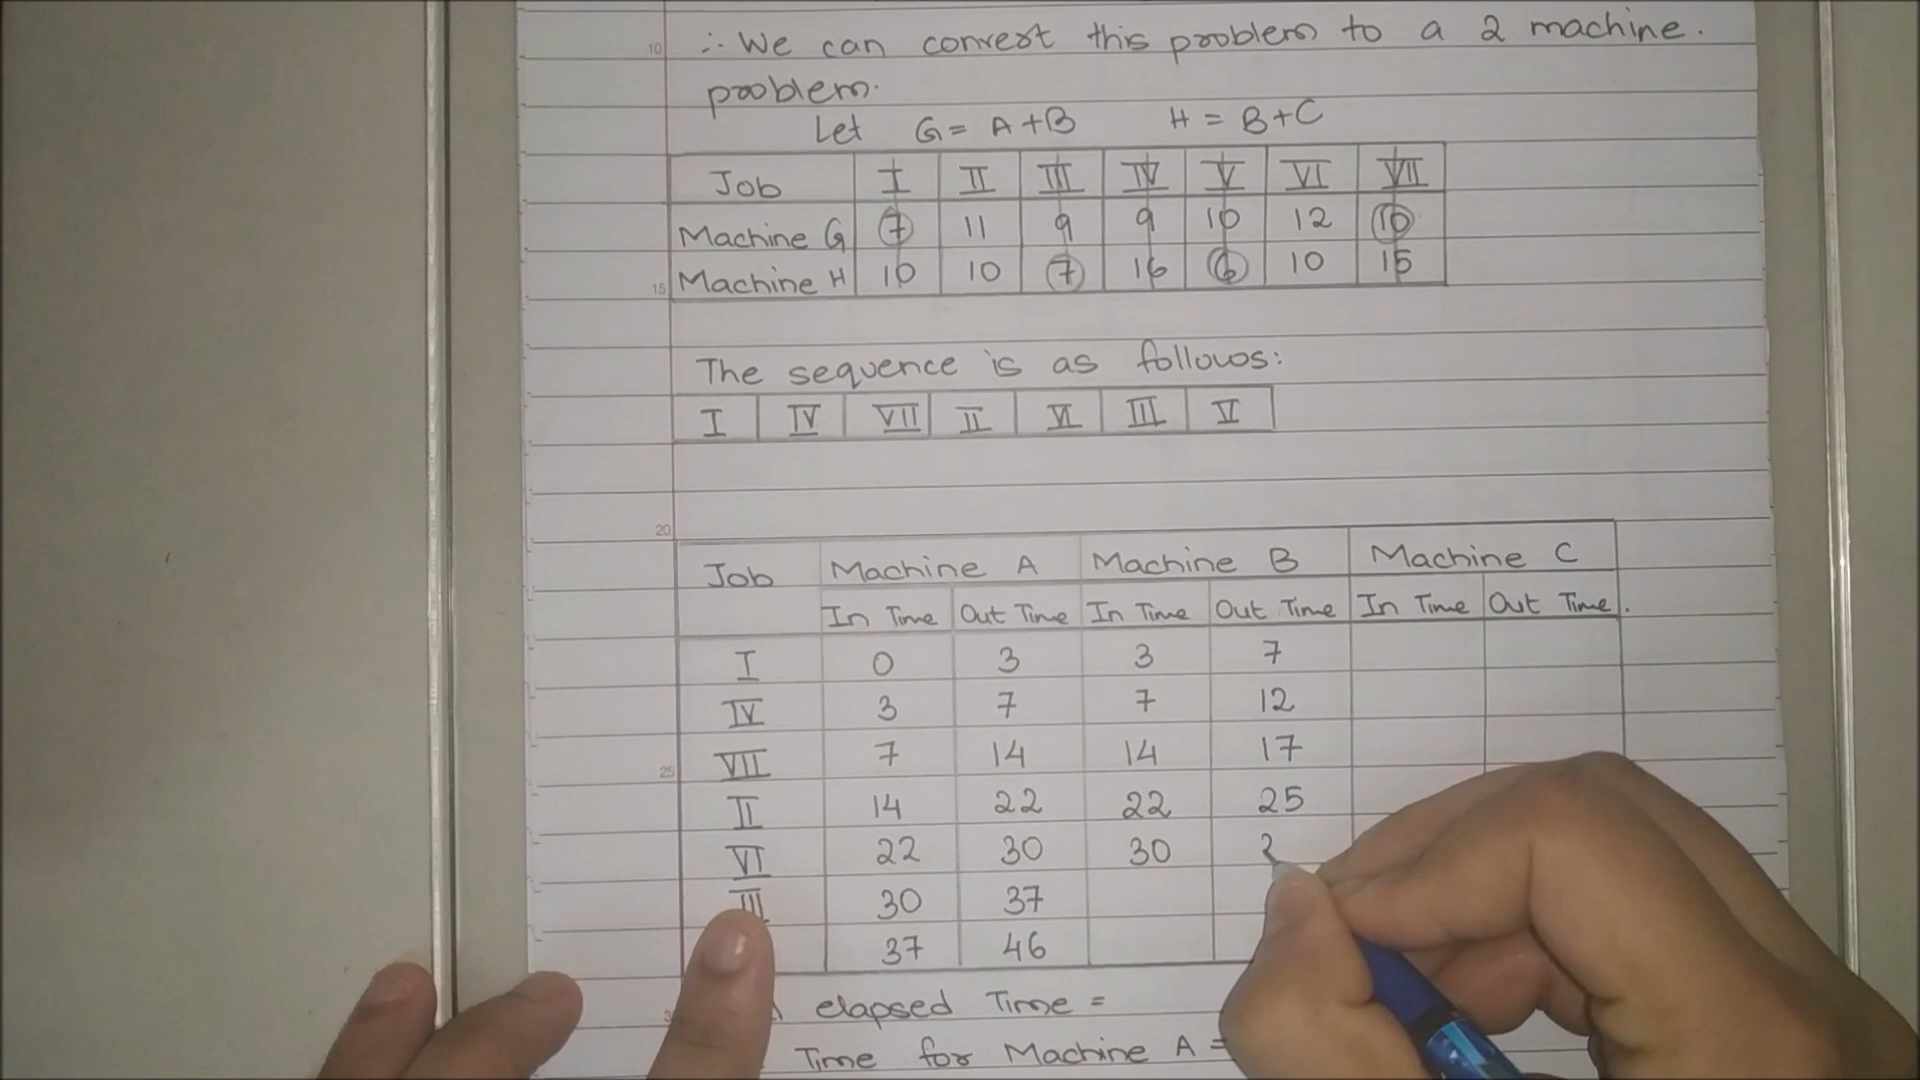 10 ∴ We can convert this problem to a 2 machine.
problem.
Let G = A + B H = B + C
Job I II III IV V VI VII
Machine G 7 11 9 9 10 12 10
15 Machine H 10 10 7 16 6 10 15
The sequence is as follows:
I IV VII II VI III V
20
Job Machine A Machine B Machine C
In Time Out Time In Time Out Time In Time Out Time.
I 0 3 3 7
IV 3 7 7 12
25 VII 7 14 14 17
II 14 22 22 25
VI 22 30 30
III 30 37
37 46
elapsed Time =
Time for Machine A =